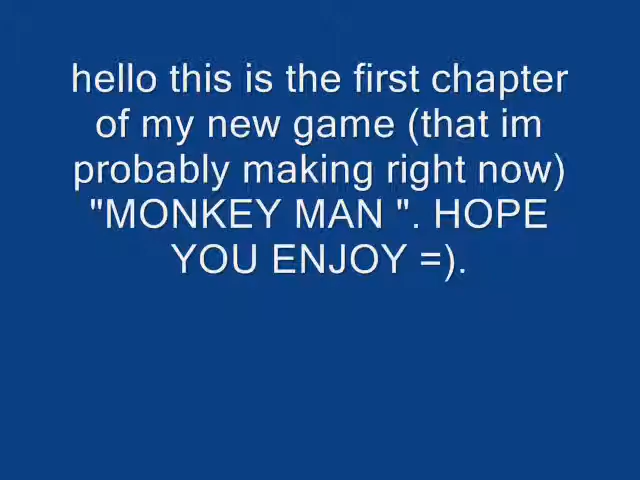 hello this is the first chapter
of my new game (that im
probably making right now)
"MONKEY MAN ". HOPE
YOU ENJOY =).